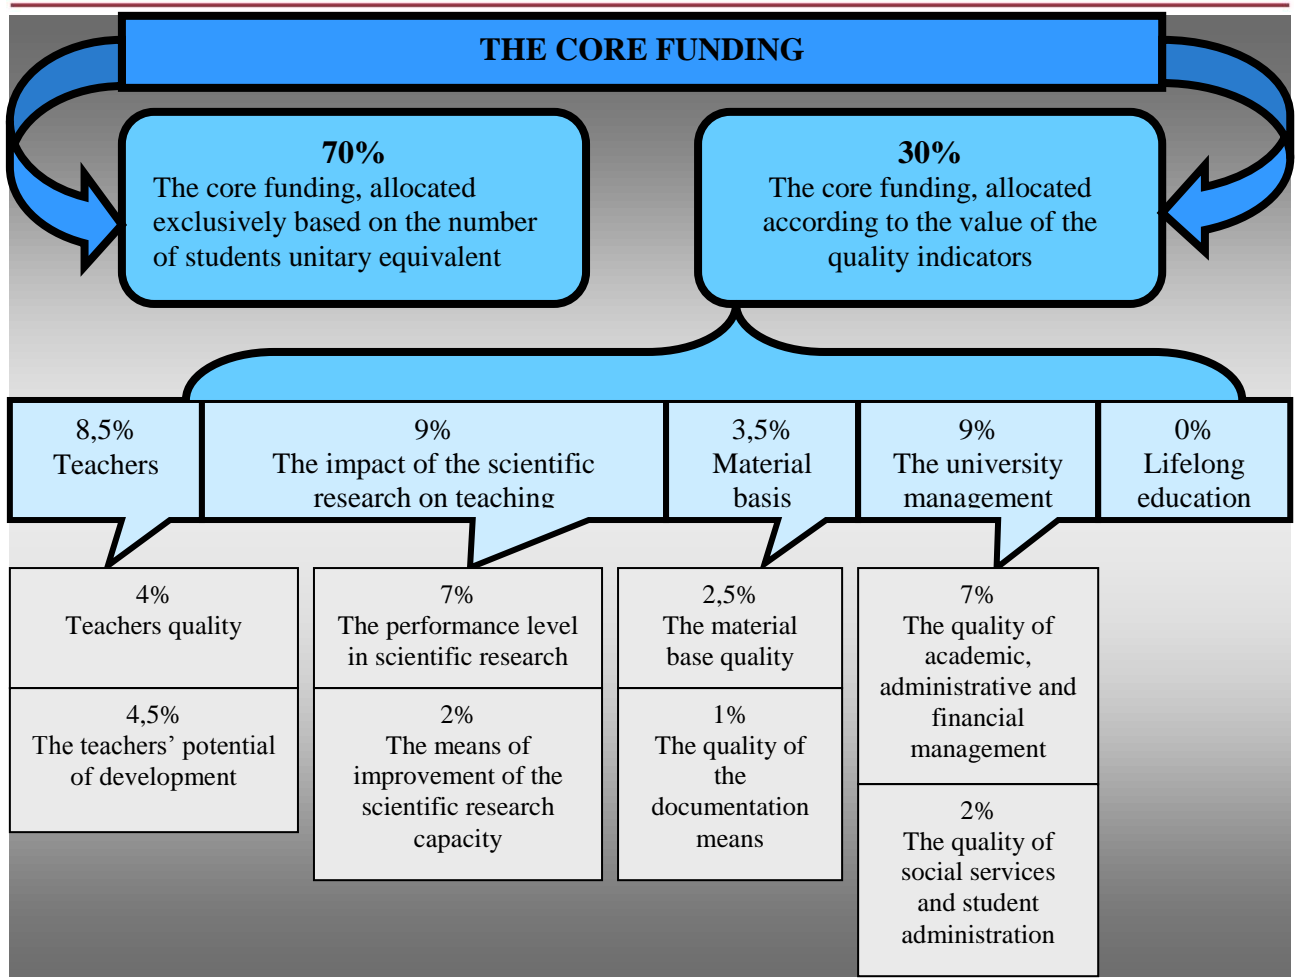 THE CORE FUNDING
70%
The core funding, allocated
exclusively based on the number
of students unitary equivalent
30%
The core funding, allocated
according to the value of the
quality indicators
8,5%
Teachers
9%
The impact of the scientific
research on teaching
3,5%
Material
basis
9%
The university
management
0%
Lifelong
education
4%
Teachers quality
4,5%
The teachers’ potential
of development
7%
The performance level
in scientific research
2%
The means of
improvement of the
scientific research
capacity
2,5%
The material
base quality
1%
The quality of
the
documentation
means
7%
The quality of
academic,
administrative and
financial
management
2%
The quality of
social services
and student
administration